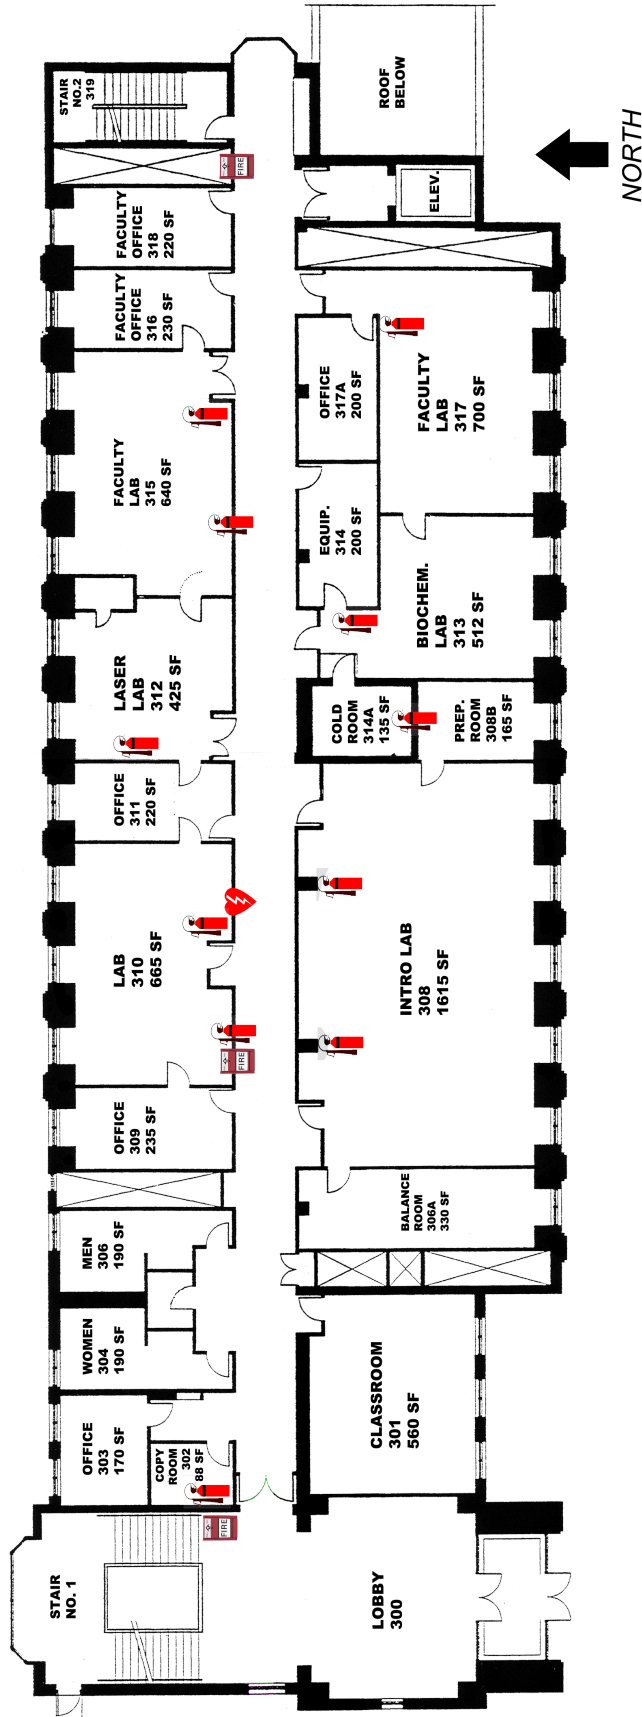 STAIR
NO.2
319
ROOF
BELOW
NORTH
FIRE
ELEV.
FACULTY
OFFICE
318
220 SF
FACULTY
OFFICE
316
230 SF
OFFICE
317A
200 SF
FACULTY
LAB
317
700 SF
FACULTY
LAB
315
640 SF
EQUIP.
314
200 SF
BIOCHEM.
LAB
313
512 SF
LASER
LAB
312
425 SF
COLD
ROOM
314A
135 SF
PREP.
ROOM
308B
165 SF
OFFICE
311
220 SF
LAB
310
665 SF
INTRO LAB
308
1615 SF
FIRE
OFFICE
309
235 SF
BALANCE
ROOM
306A
330 SF
MEN
306
190 SF
WOMEN
304
190 SF
CLASSROOM
301
560 SF
OFFICE
303
170 SF
COPY
ROOM
302
88 SF
FIRE
STAIR
NO. 1
LOBBY
300